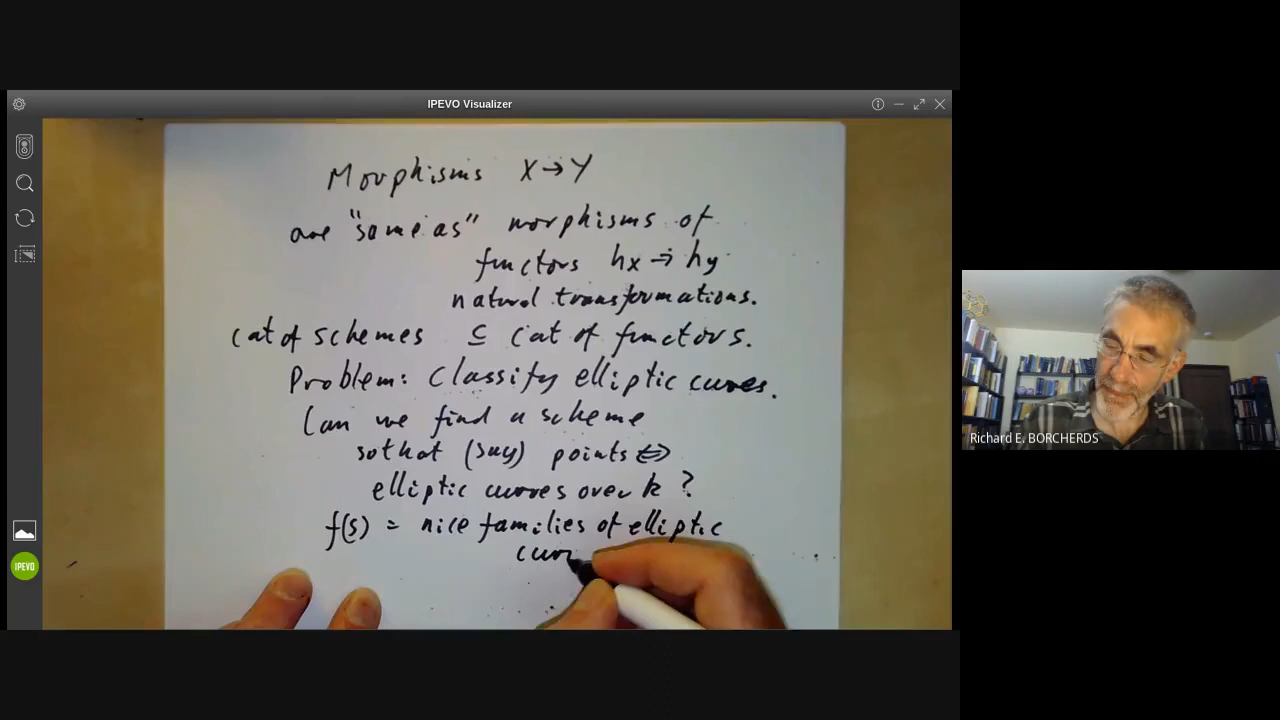 IPEVO Visualizer
Morphisms X→Y
are "same as" morphisms of
functors hx → hy
natural transformations.
Cat of schemes ⊆ cat of functors.
Problem: Classify elliptic curves.
Can we find a scheme
so that (say) points ⇔
elliptic curves over k ?
f(s) = nice families of elliptic
curv
IPEVO
Richard E. BORCHERDS